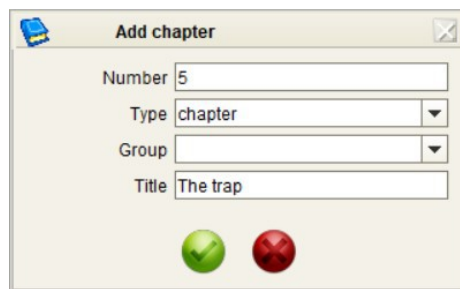 Add chapter
Number 5
Type chapter
Group
Title The trap